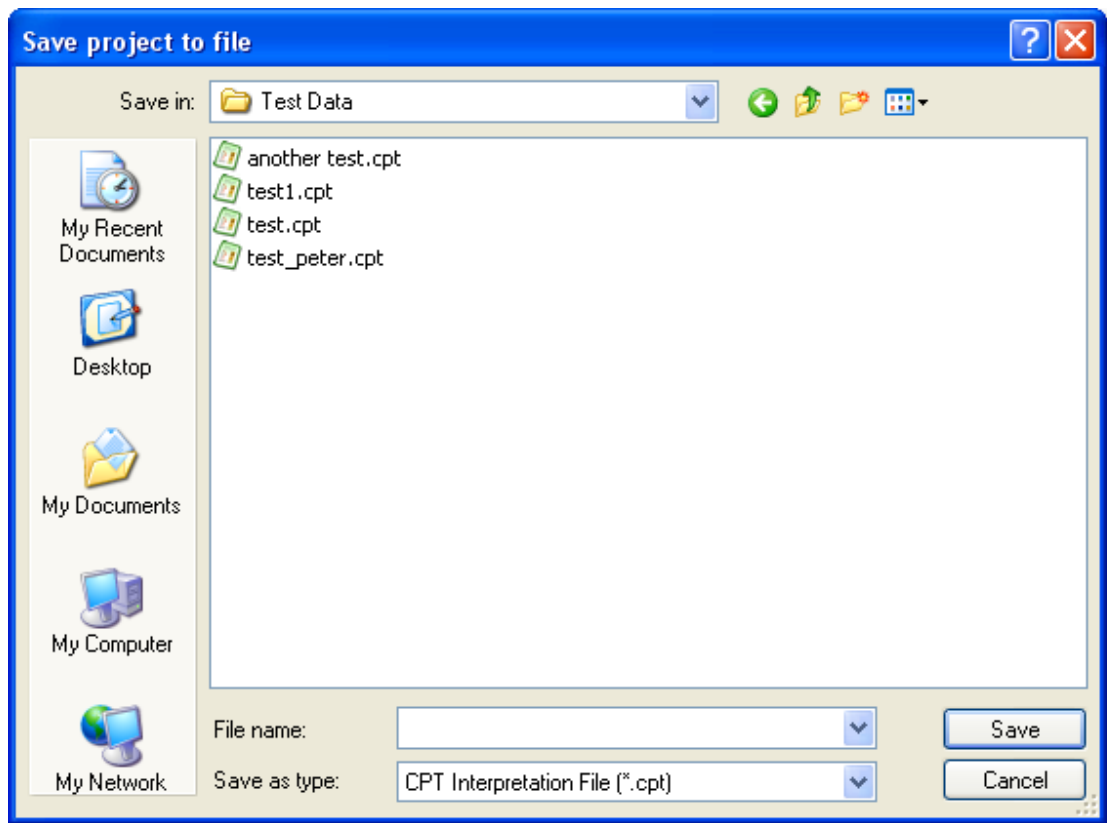 Save project to file
Save in:
Test Data
another test.cpt
test1.cpt
test.cpt
test_peter.cpt
My Recent
Documents
Desktop
My Documents
My Computer
My Network
File name:
Save
Save as type:
CPT Interpretation File (*.cpt)
Cancel